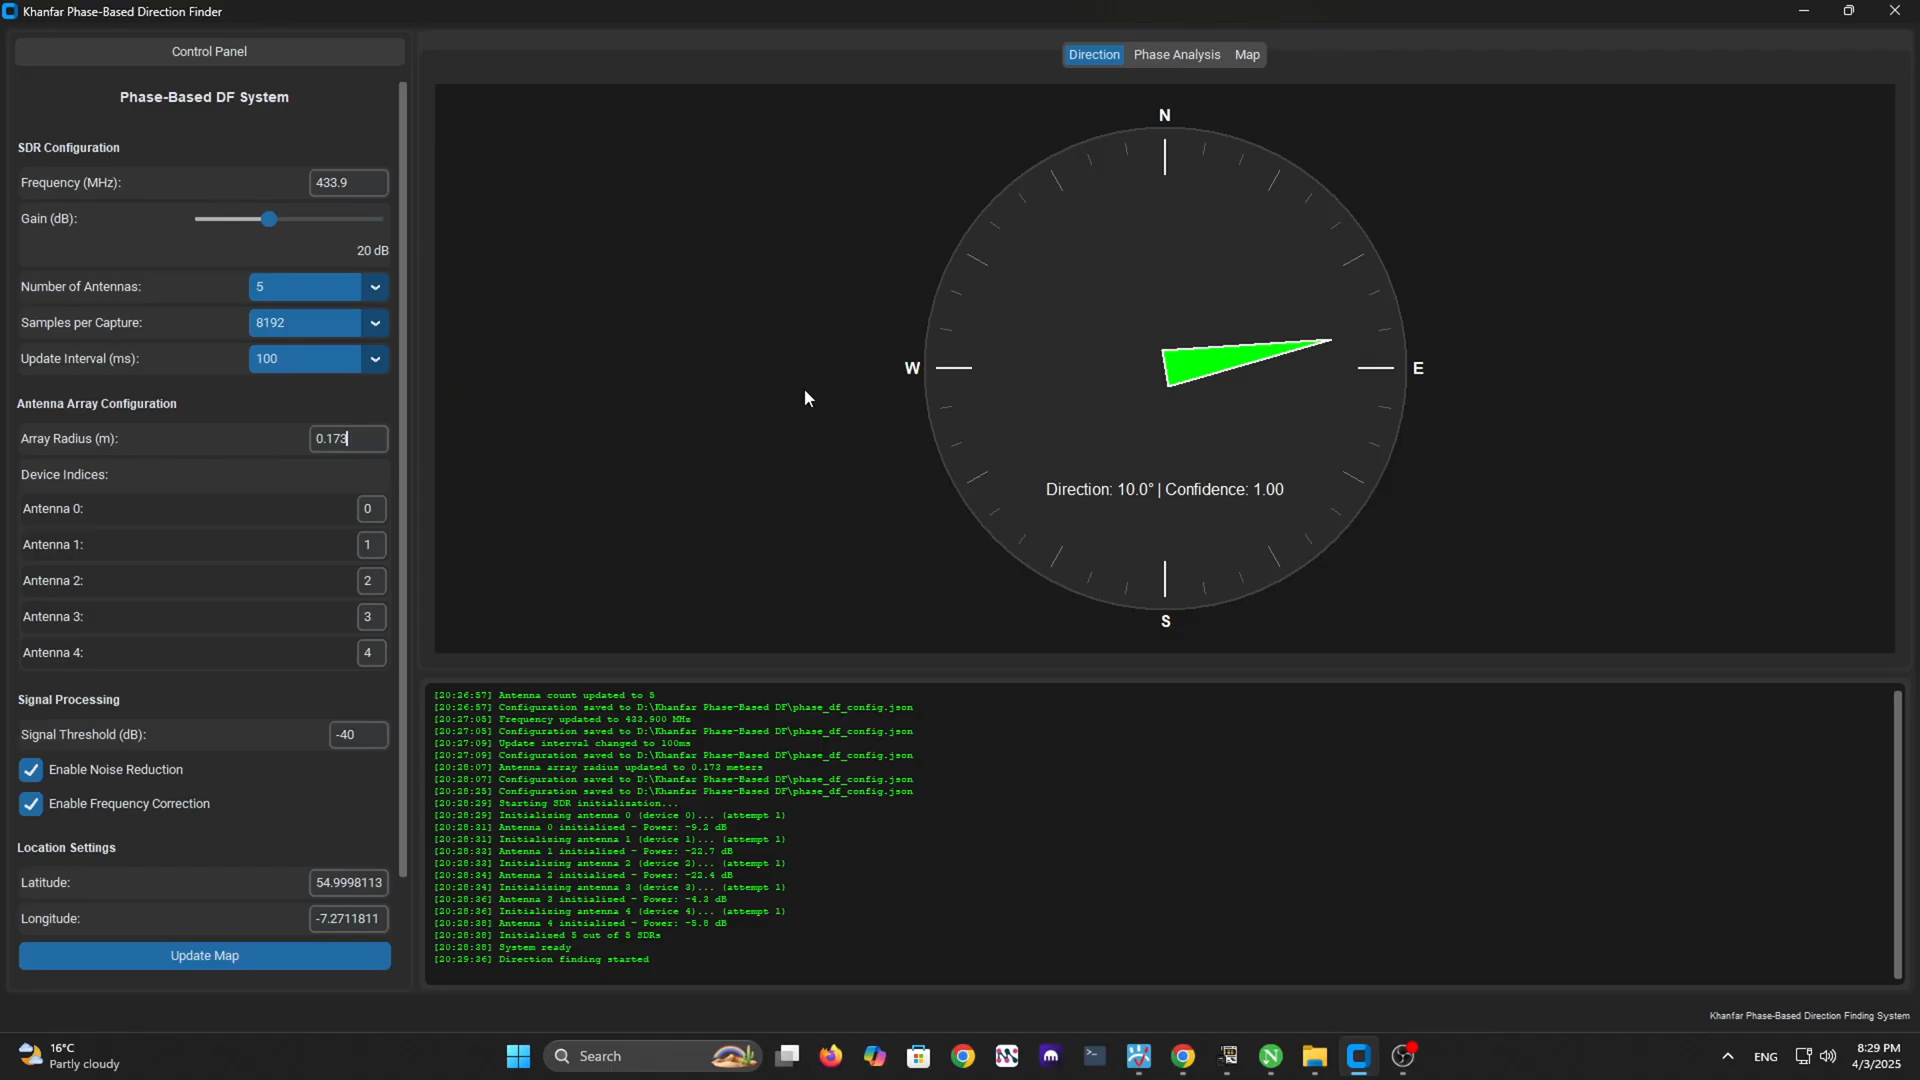 Khanfar Phase-Based Direction Finder
Control Panel
Phase-Based DF System
SDR Configuration
Frequency (MHz): 433.9
Gain (dB):
20 dB
Number of Antennas: 5
Samples per Capture: 8192
Update Interval (ms): 100
Antenna Array Configuration
Array Radius (m): 0.173
Device Indices:
Antenna 0: 0
Antenna 1: 1
Antenna 2: 2
Antenna 3: 3
Antenna 4: 4
Signal Processing
Signal Threshold (dB): -40
Enable Noise Reduction
Enable Frequency Correction
Location Settings
Latitude: 54.9998113
Longitude: -7.2711811
Update Map
Direction Phase Analysis Map
N
W E
Direction: 10.0° | Confidence: 1.00
S
[20:26:57] Antenna count updated to 5
[20:26:57] Configuration saved to D:\Khanfar Phase-Based DF\phase_df_config.json
[20:27:05] Frequency updated to 433.900 MHz
[20:27:05] Configuration saved to D:\Khanfar Phase-Based DF\phase_df_config.json
[20:27:09] Update interval changed to 100ms
[20:27:09] Configuration saved to D:\Khanfar Phase-Based DF\phase_df_config.json
[20:28:07] Antenna array radius updated to 0.173 meters
[20:28:07] Configuration saved to D:\Khanfar Phase-Based DF\phase_df_config.json
[20:28:25] Configuration saved to D:\Khanfar Phase-Based DF\phase_df_config.json
[20:28:29] Starting SDR initialization...
[20:28:29] Initializing antenna 0 (device 0)... (attempt 1)
[20:28:31] Antenna 0 initialized - Power: -9.2 dB
[20:28:31] Initializing antenna 1 (device 1)... (attempt 1)
[20:28:33] Antenna 1 initialized - Power: -22.7 dB
[20:28:33] Initializing antenna 2 (device 2)... (attempt 1)
[20:28:34] Antenna 2 initialized - Power: -22.4 dB
[20:28:34] Initializing antenna 3 (device 3)... (attempt 1)
[20:28:36] Antenna 3 initialized - Power: -4.3 dB
[20:28:36] Initializing antenna 4 (device 4)... (attempt 1)
[20:28:38] Antenna 4 initialized - Power: -5.8 dB
[20:28:38] Initialized 5 out of 5 SDRs
[20:28:38] System ready
[20:29:36] Direction finding started
Khanfar Phase-Based Direction Finding System
16°C
Partly cloudy
Search
ENG
8:29 PM
4/3/2025